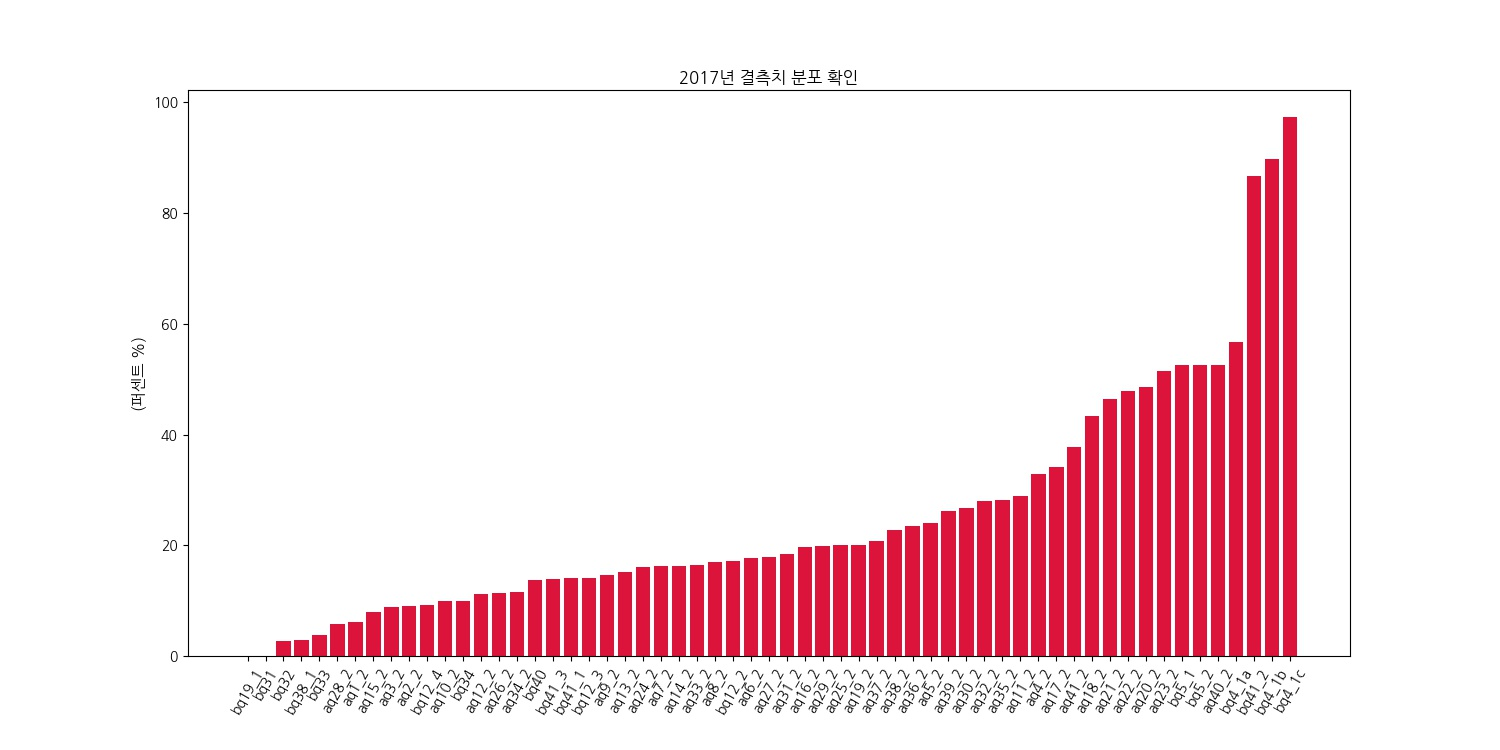 2017년 결측치 분포 확인
(퍼센트 %)
100
80
60
40
20
0
bq19_1
bq31
bq32
bq38_1
bq33
aq28_2
aq1_2
aq15_2
aq3_2
aq2_2
bq12_4
aq10_2
bq34
aq12_2
aq26_2
aq34_2
bq40
bq41_3
bq41_1
bq12_3
aq9_2
aq13_2
aq24_2
aq7_2
aq14_2
aq33_2
aq8_2
bq12_2
aq6_2
aq27_2
aq31_2
aq16_2
aq29_2
aq25_2
aq19_2
aq37_2
aq38_2
aq36_2
aq5_2
aq39_2
aq30_2
aq32_2
aq35_2
aq11_2
aq4_2
aq17_2
aq41_2
aq18_2
aq21_2
aq22_2
aq20_2
aq23_2
bq5_1
bq5_2
aq40_2
bq4_1a
bq41_2
bq4_1b
bq4_1c